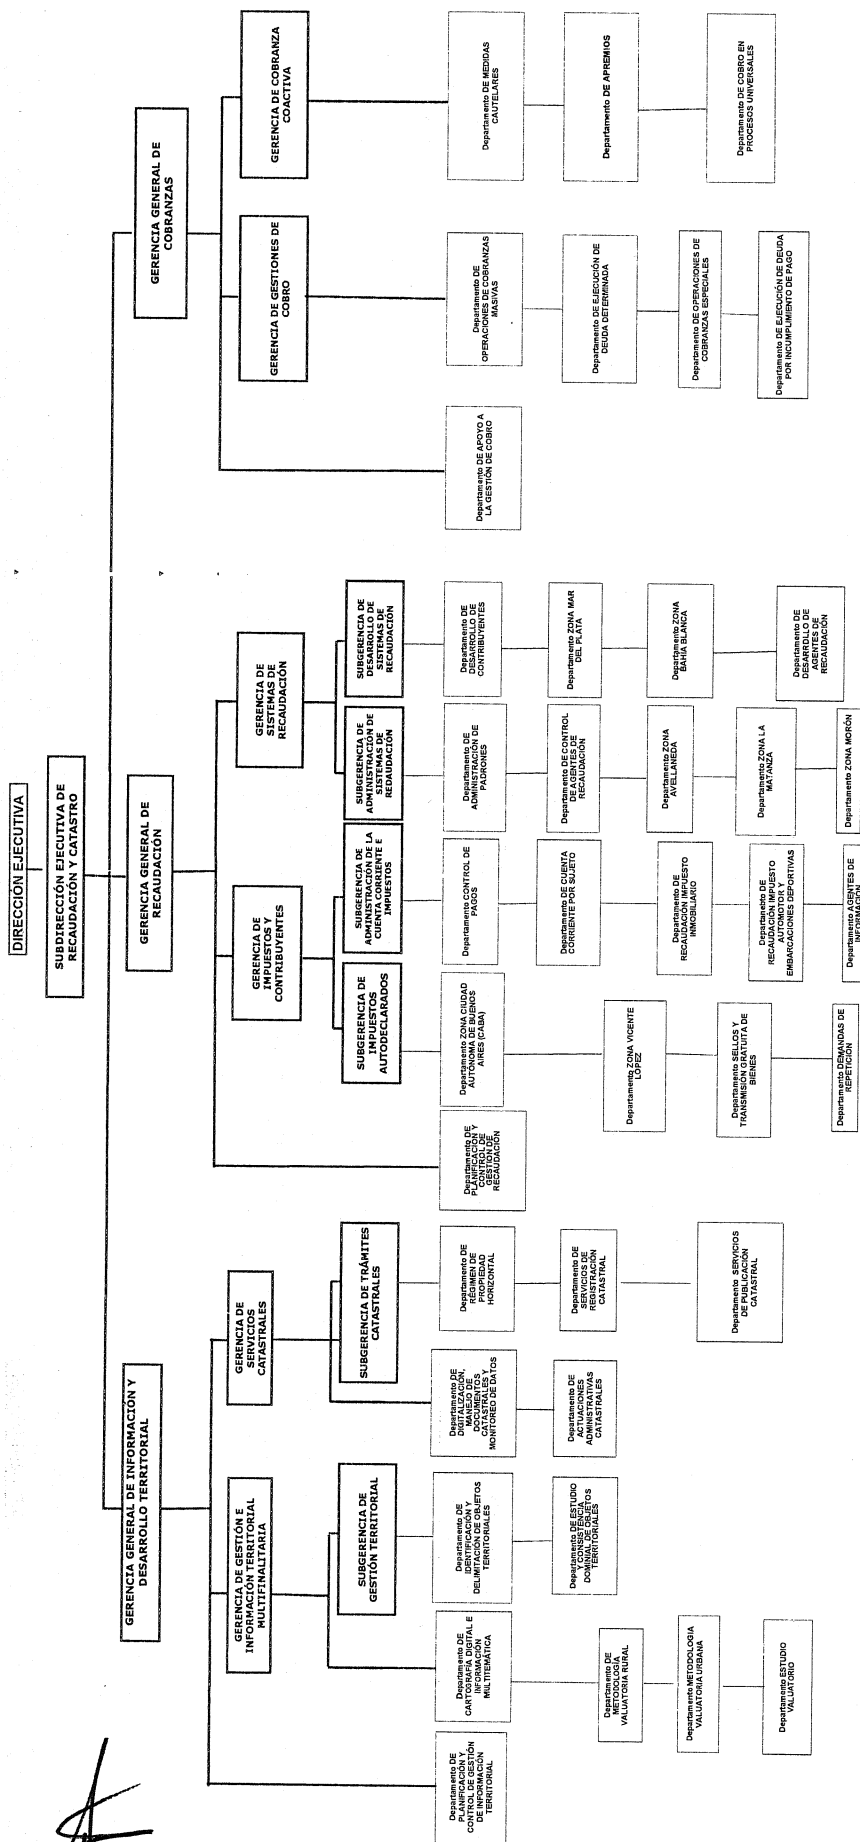 DIRECCIÓN EJECUTIVA
SUBDIRECCIÓN EJECUTIVA DE
RECAUDACIÓN Y CATASTRO
GERENCIA GENERAL DE INFORMACIÓN Y
DESARROLLO TERRITORIAL
GERENCIA GENERAL DE
RECAUDACIÓN
GERENCIA GENERAL DE
COBRANZAS
GERENCIA DE GESTIÓN E
INFORMACIÓN TERRITORIAL
MULTIFINALITARIA
GERENCIA DE
SERVICIOS
CATASTRALES
GERENCIA DE
IMPUESTOS Y
CONTRIBUYENTES
GERENCIA DE
SISTEMAS DE
RECAUDACIÓN
GERENCIA DE GESTIONES DE
COBRO
GERENCIA DE COBRANZA
COACTIVA
SUBGERENCIA DE
GESTIÓN TERRITORIAL
SUBGERENCIA DE TRÁMITES
CATASTRALES
SUBGERENCIA DE
IMPUESTOS
AUTODECLARADOS
SUBGERENCIA DE
ADMINISTRACIÓN DE LA
CUENTA CORRIENTE E
IMPUESTOS
SUBGERENCIA DE
ADMINISTRACIÓN DE
SISTEMAS DE
REDAUDACIÓN
SUBGERENCIA DE
DESARROLLO DE
SISTEMAS DE
RECAUDACIÓN
Departamento DE
PLANIFICACIÓN Y
CONTROL DE GESTIÓN
DE INFORMACIÓN
TERRITORIAL
Departamento DE
CARTOGRAFÍA DIGITAL E
INFORMACIÓN
MULTITEMÁTICA
Departamento DE
METODOLOGÍA
VALUATORIA RURAL
Departamento METODOLOGIA
VALUATORIA URBANA
Departamento ESTUDIO
VALUATORIO
Departamento DE
IDENTIFICACIÓN Y
DELIMITACIÓN DE OBJETOS
TERRITORIALES
Departamento DE ESTUDIO
Y CONSISTENCIA
DOMINIAL DE OBJETOS
TERRITORIALES
Departamento DE
DIGITALIZACIÓN,
MANEJO DE
DOCUMENTOS
CATASTRALES Y
MONITOREO DE DATOS
Departamento DE
ACTUACIONES
ADMINISTRATIVAS
CATASTRALES
Departamento DE
RÉGIMEN DE
PROPIEDAD
HORIZONTAL
Departamento DE
SERVICIOS DE
REGISTRACIÓN
CATASTRAL
Departamento SERVICIOS
DE PUBLICACIÓN
CATASTRAL
Departamento DE
PLANIFICACIÓN Y
CONTROL DE
GESTIÓN DE
RECAUDACIÓN
Departamento ZONA CIUDAD
AUTÓNOMA DE BUENOS
AIRES (CABA)
Departamento ZONA VICENTE
LÓPEZ
Departamento SELLOS Y
TRANSMISIÓN GRATUITA DE
BIENES
Departamento DEMANDAS DE
REPETICION
Departamento CONTROL DE
PAGOS
Departamento DE CUENTA
CORRIENTE POR SUJETO
Departamento DE
RECAUDACIÓN IMPUESTO
INMOBILIARIO
Departamento DE
RECAUDACIÓN IMPUESTO
AUTOMOTOR Y
EMBARCACIONES DEPORTIVAS
Departamento AGENTES DE
INFORMACIÓN
Departamento DE
ADMINISTRACIÓN DE
PADRONES
Departamento DE CONTROL
DE AGENTES DE
RECAUDACIÓN
Departamento ZONA
AVELLANEDA
Departamento ZONA LA
MATANZA
Departamento ZONA MORÓN
Departamento DE
DESARROLLO DE
CONTRIBUYENTES
Departamento ZONA MAR
DEL PLATA
Departamento ZONA
BAHÍA BLANCA
Departamento DE
DESARROLLO DE
AGENTES DE
RECAUDACIÓN
Departamento DE APOYO A
LA GESTIÓN DE COBRO
Departamento DE
OPERACIONES DE COBRANZAS
MASIVAS
Departamento DE EJECUCIÓN DE
DEUDA DETERMINADA
Departamento DE OPERACIONES DE
COBRANZAS ESPECIALES
Departamento DE EJECUCIÓN DE DEUDA
POR INCUMPLIMIENTO DE PAGO
Departamento DE MEDIDAS
CAUTELARES
Departamento DE APREMIOS
Departamento DE COBRO EN
PROCESOS UNIVERSALES